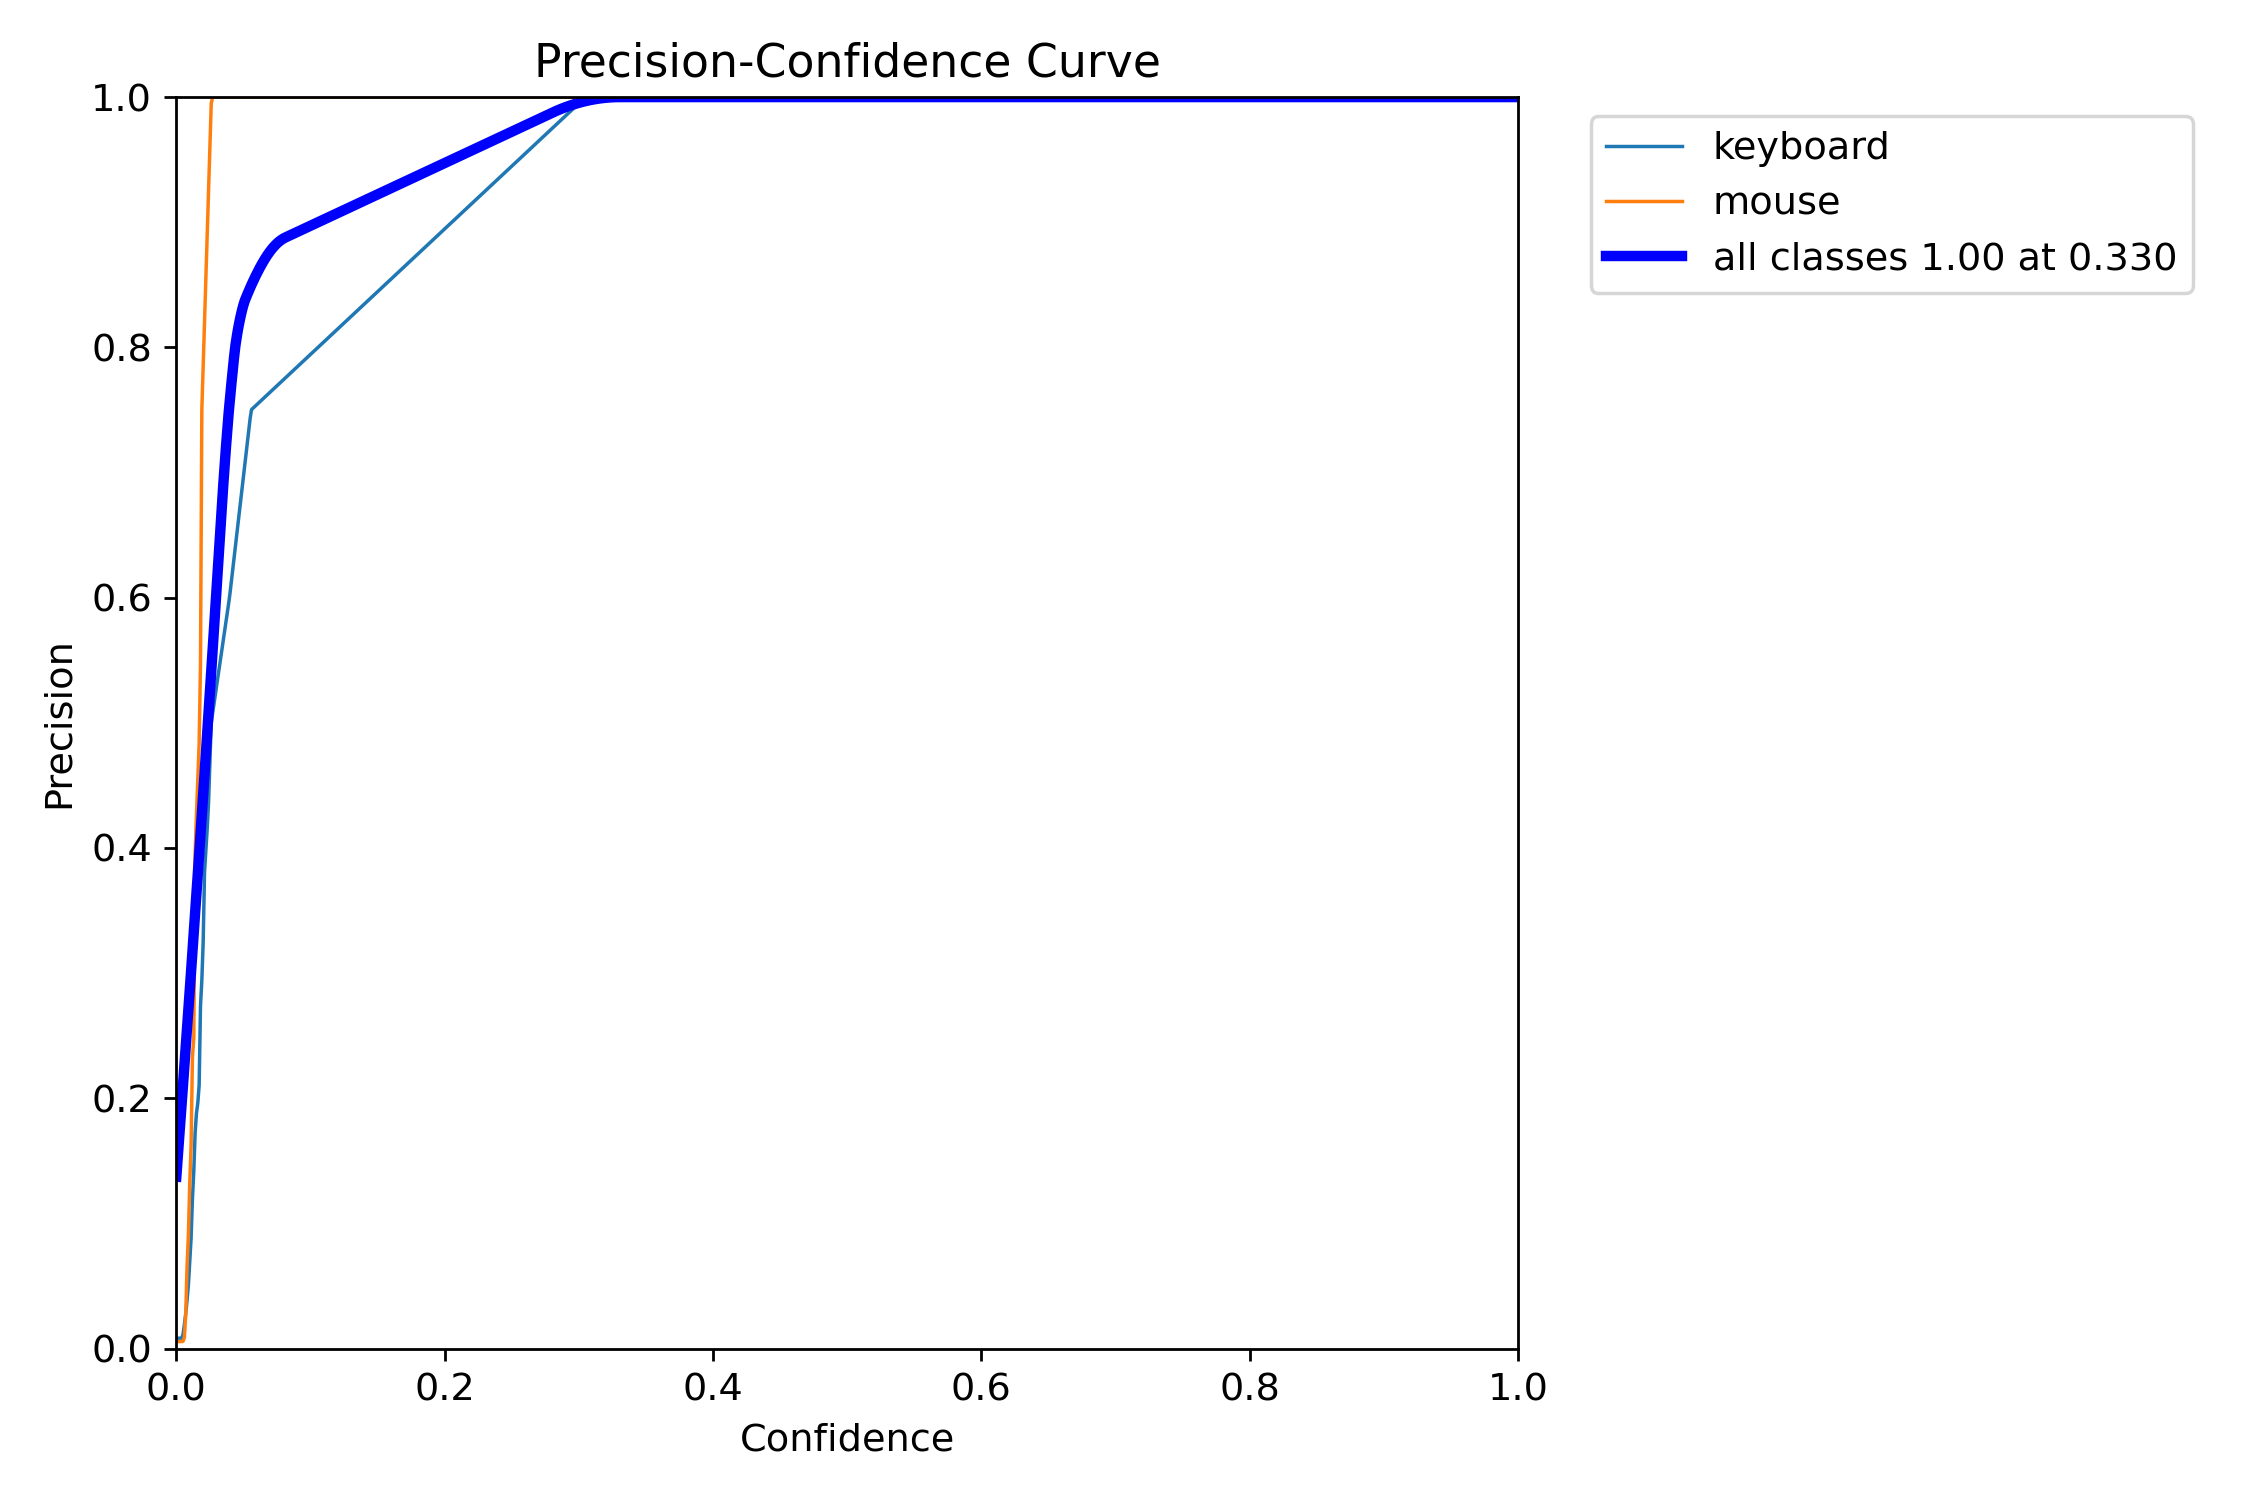 Precision-Confidence Curve
1.0
0.8
0.6
0.4
0.2
0.0
Precision
0.0 0.2 0.4 0.6 0.8 1.0
Confidence
keyboard
mouse
all classes 1.00 at 0.330